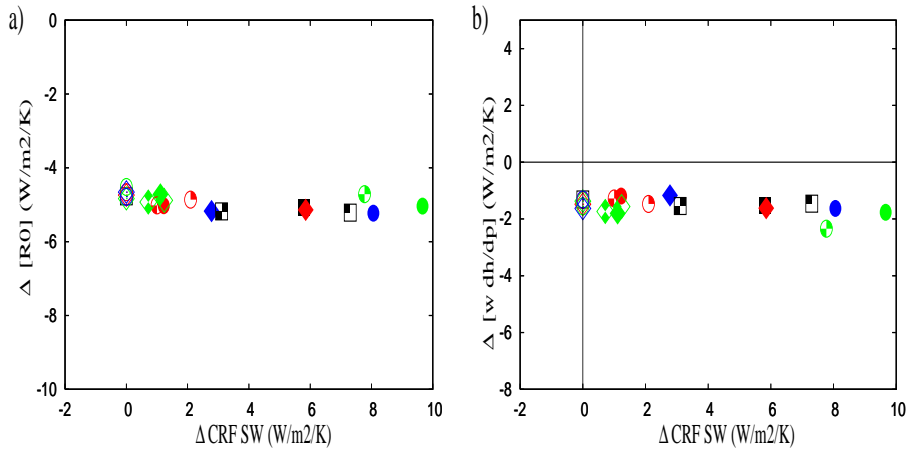 a)
0
-2
-4
-6
-8
-10
Δ [R0] (W/m2/K)
-2 0 2 4 6 8 10
Δ CRF SW (W/m2/K)
b)
4
2
0
-2
-4
-6
-8
Δ [w dh/dp] (W/m2/K)
-2 0 2 4 6 8 10
Δ CRF SW (W/m2/K)